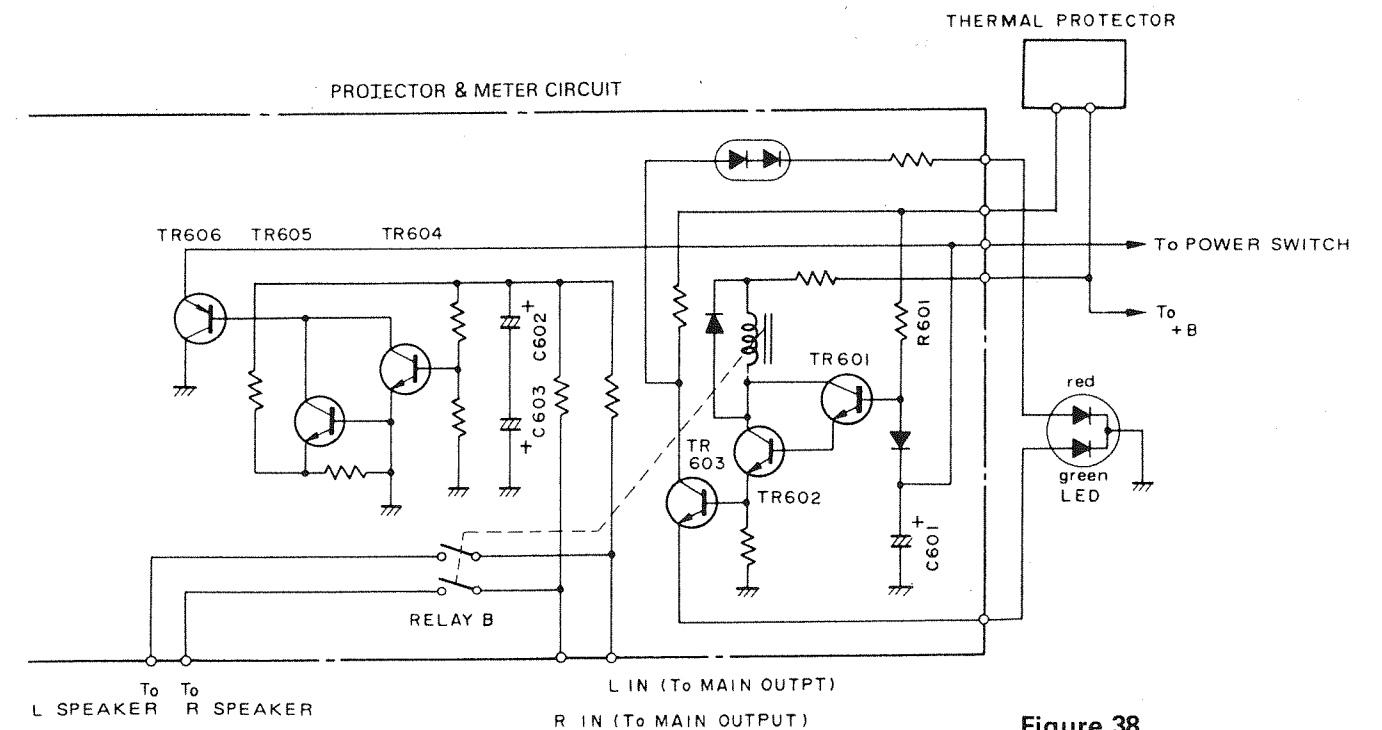 THERMAL PROTECTOR
PROIECTOR & METER CIRCUIT
TR606 TR605 TR604
To POWER SWITCH
C602
R601
To
+B
TR601
C603
red
TR
603
green
LED
TR602
C601
RELAY B
To To
L SPEAKER R SPEAKER
L IN (To MAIN OUTPT)
R IN (To MAIN OUTPUT)
Figure 38